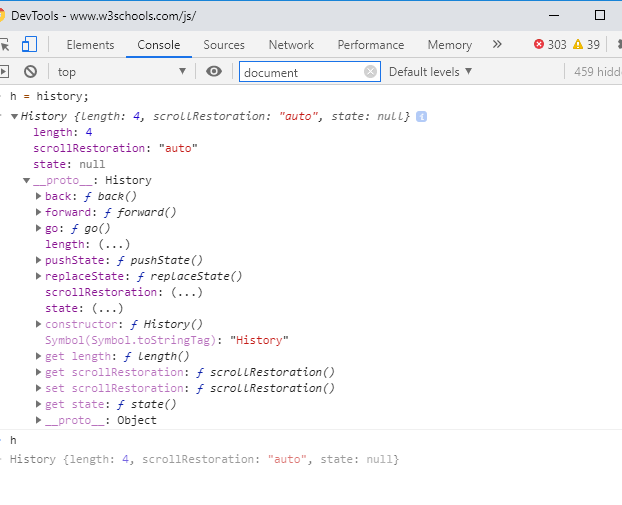 DevTools - www.w3schools.com/js/
Elements Console Sources Network Performance Memory » 303 39
top document Default levels 459 hidd
h = history;
History {length: 4, scrollRestoration: "auto", state: null} i
length: 4
scrollRestoration: "auto"
state: null
__proto__: History
back: ƒ back()
forward: ƒ forward()
go: ƒ go()
length: (...)
pushState: ƒ pushState()
replaceState: ƒ replaceState()
scrollRestoration: (...)
state: (...)
constructor: ƒ History()
Symbol(Symbol.toStringTag): "History"
get length: ƒ length()
get scrollRestoration: ƒ scrollRestoration()
set scrollRestoration: ƒ scrollRestoration()
get state: ƒ state()
__proto__: Object
h
History {length: 4, scrollRestoration: "auto", state: null}